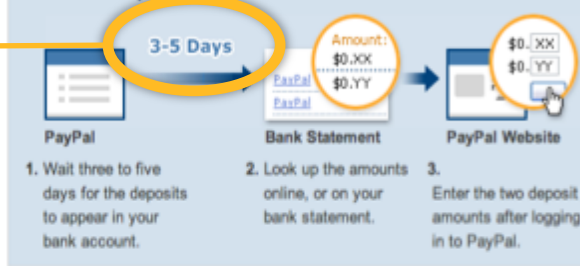 3-5 Days
Amount:
$0.XX
$0.YY
PayPal
PayPal
$0. XX
$0. YY
PayPal
Bank Statement
PayPal Website
1. Wait three to five
days for the deposits
to appear in your
bank account.
2. Look up the amounts
online, or on your
bank statement.
3.
Enter the two deposit
amounts after logging
in to PayPal.